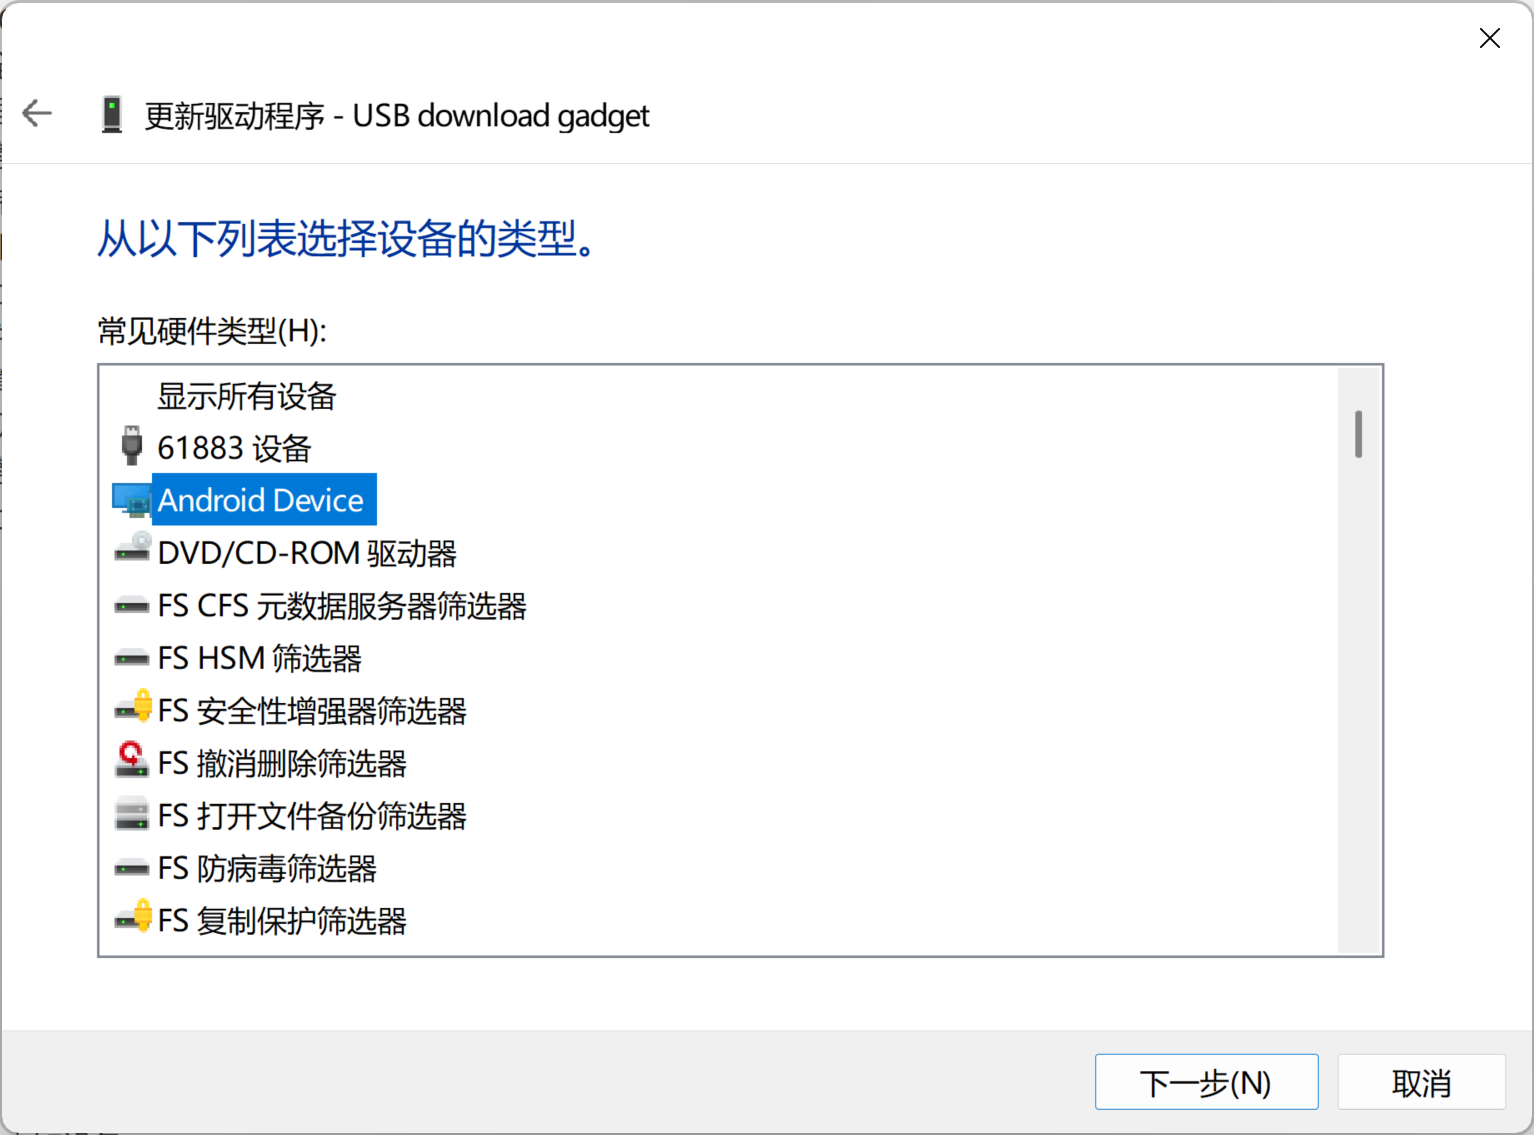 更新驱动程序 - USB download gadget
从以下列表选择设备的类型。
常见硬件类型(H):
显示所有设备
61883 设备
Android Device
DVD/CD-ROM 驱动器
FS CFS 元数据服务器筛选器
FS HSM 筛选器
FS 安全性增强器筛选器
FS 撤消删除筛选器
FS 打开文件备份筛选器
FS 防病毒筛选器
FS 复制保护筛选器
下一步(N)
取消